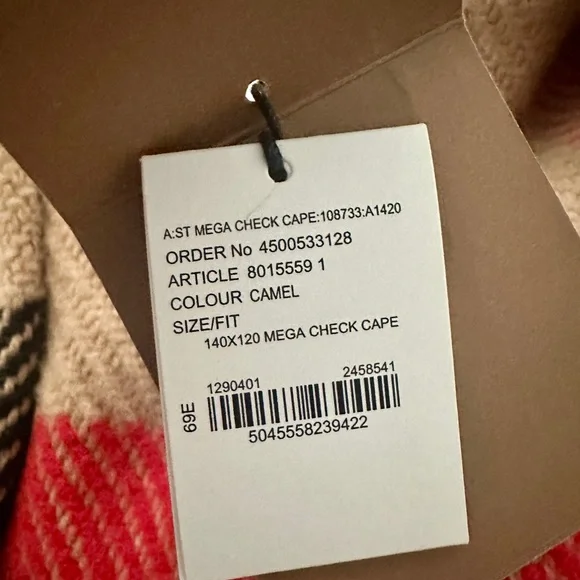 A:ST MEGA CHECK CAPE:108733:A1420
ORDER No 4500533128
ARTICLE 8015559 1
COLOUR CAMEL
SIZE/FIT
140X120 MEGA CHECK CAPE
1290401 2458541
69E
5045558239422